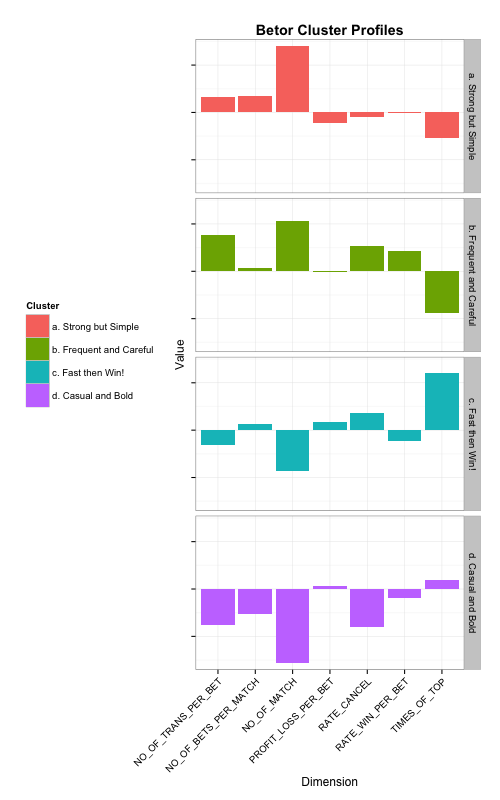 Betor Cluster Profiles
a. Strong but Simple
b. Frequent and Careful
c. Fast then Win!
d. Casual and Bold
Cluster
a. Strong but Simple
b. Frequent and Careful
c. Fast then Win!
d. Casual and Bold
Value
NO_OF_TRANS_PER_BET
NO_OF_BETS_PER_MATCH
NO_OF_MATCH
PROFIT_LOSS_PER_BET
RATE_CANCEL
RATE_WIN_PER_BET
TIMES_OF_TOP
Dimension